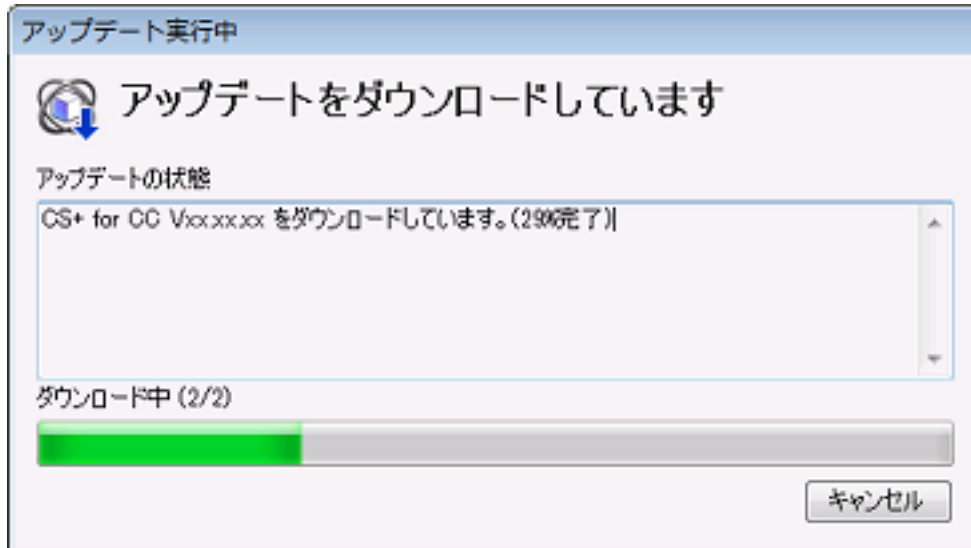 アップデート実行中
アップデートをダウンロードしています
アップデートの状態
CS+ for CC Vxx.xx.xx をダウンロードしています。(29%完了)
ダウンロード中 (2/2)
キャンセル